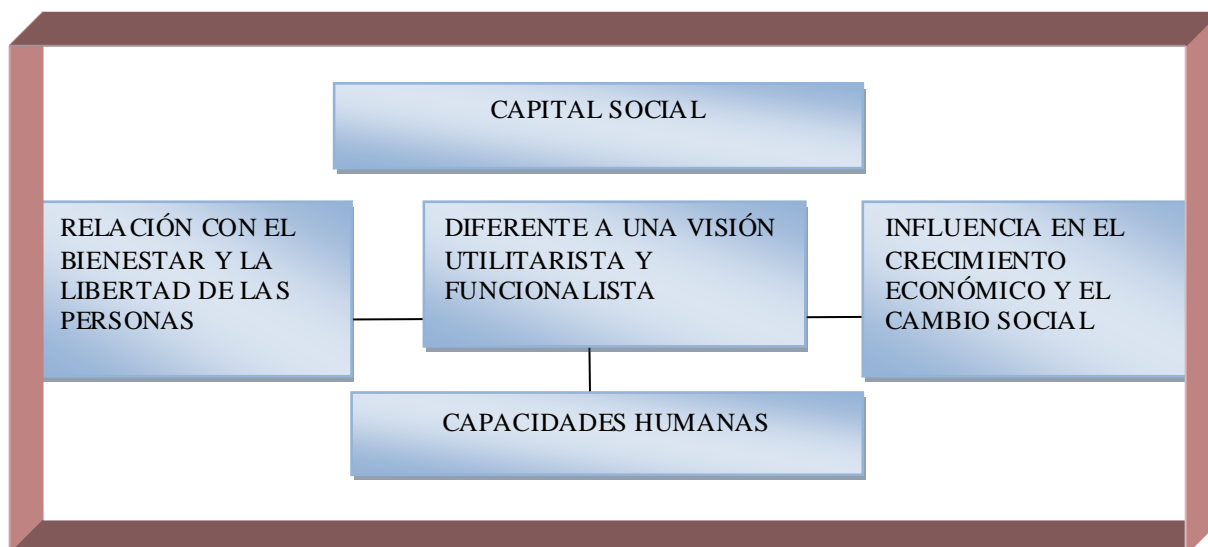 CAPITAL SOCIAL
RELACIÓN CON EL
BIENESTAR Y LA
LIBERTAD DE LAS
PERSONAS
DIFERENTE A UNA VISIÓN
UTILITARISTA Y
FUNCIONALISTA
INFLUENCIA EN EL
CRECIMIENTO
ECONÓMICO Y EL
CAMBIO SOCIAL
CAPACIDADES HUMANAS